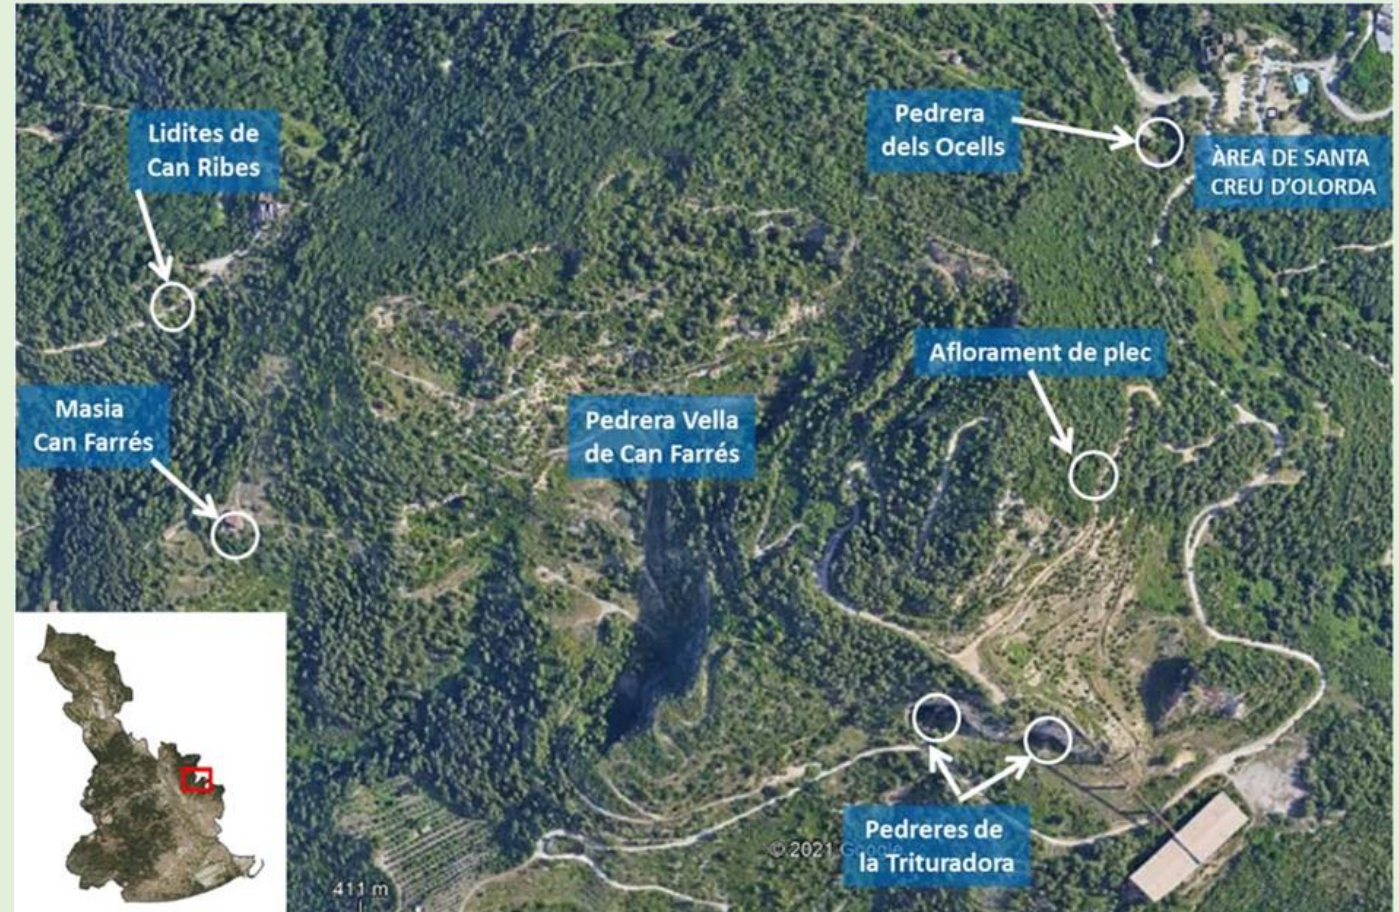 Lidites de
Can Ribes
Pedrera
dels Ocells
ÀREA DE SANTA
CREU D'OLORDA
Aflorament de plec
Masia
Can Farrés
Pedrera Vella
de Can Farrés
Pedreres de
la Trituradora
© 2021 Google
411 m